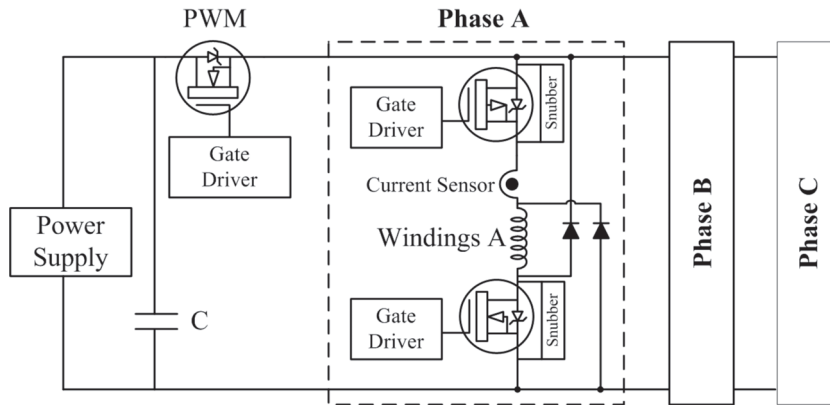 PWM
Phase A
Gate
Driver
Snubber
Gate
Driver
Current Sensor
Power
Supply
Windings A
C
Gate
Driver
Snubber
Phase B
Phase C